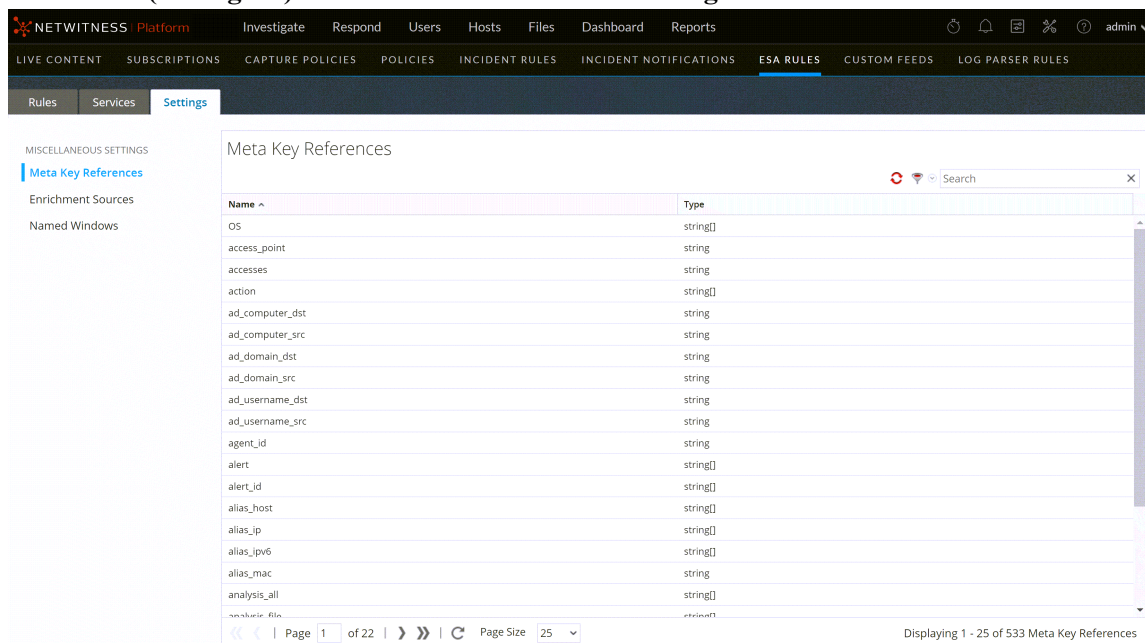 NETWITNESS Platform Investigate Respond Users Hosts Files Dashboard Reports admin
LIVE CONTENT SUBSCRIPTIONS CAPTURE POLICIES POLICIES INCIDENT RULES INCIDENT NOTIFICATIONS ESA RULES CUSTOM FEEDS LOG PARSER RULES
Rules Services Settings
MISCELLANEOUS SETTINGS
Meta Key References
Enrichment Sources
Named Windows
Meta Key References
Search
Name Type
OS string[]
access_point string
accesses string
action string[]
ad_computer_dst string
ad_computer_src string
ad_domain_dst string
ad_domain_src string
ad_username_dst string
ad_username_src string
agent_id string
alert string[]
alert_id string[]
alias_host string[]
alias_ip string[]
alias_ipv6 string[]
alias_mac string
analysis_all string[]
analysis_file string[]
Page 1 of 22 Page Size 25 Displaying 1 - 25 of 533 Meta Key References